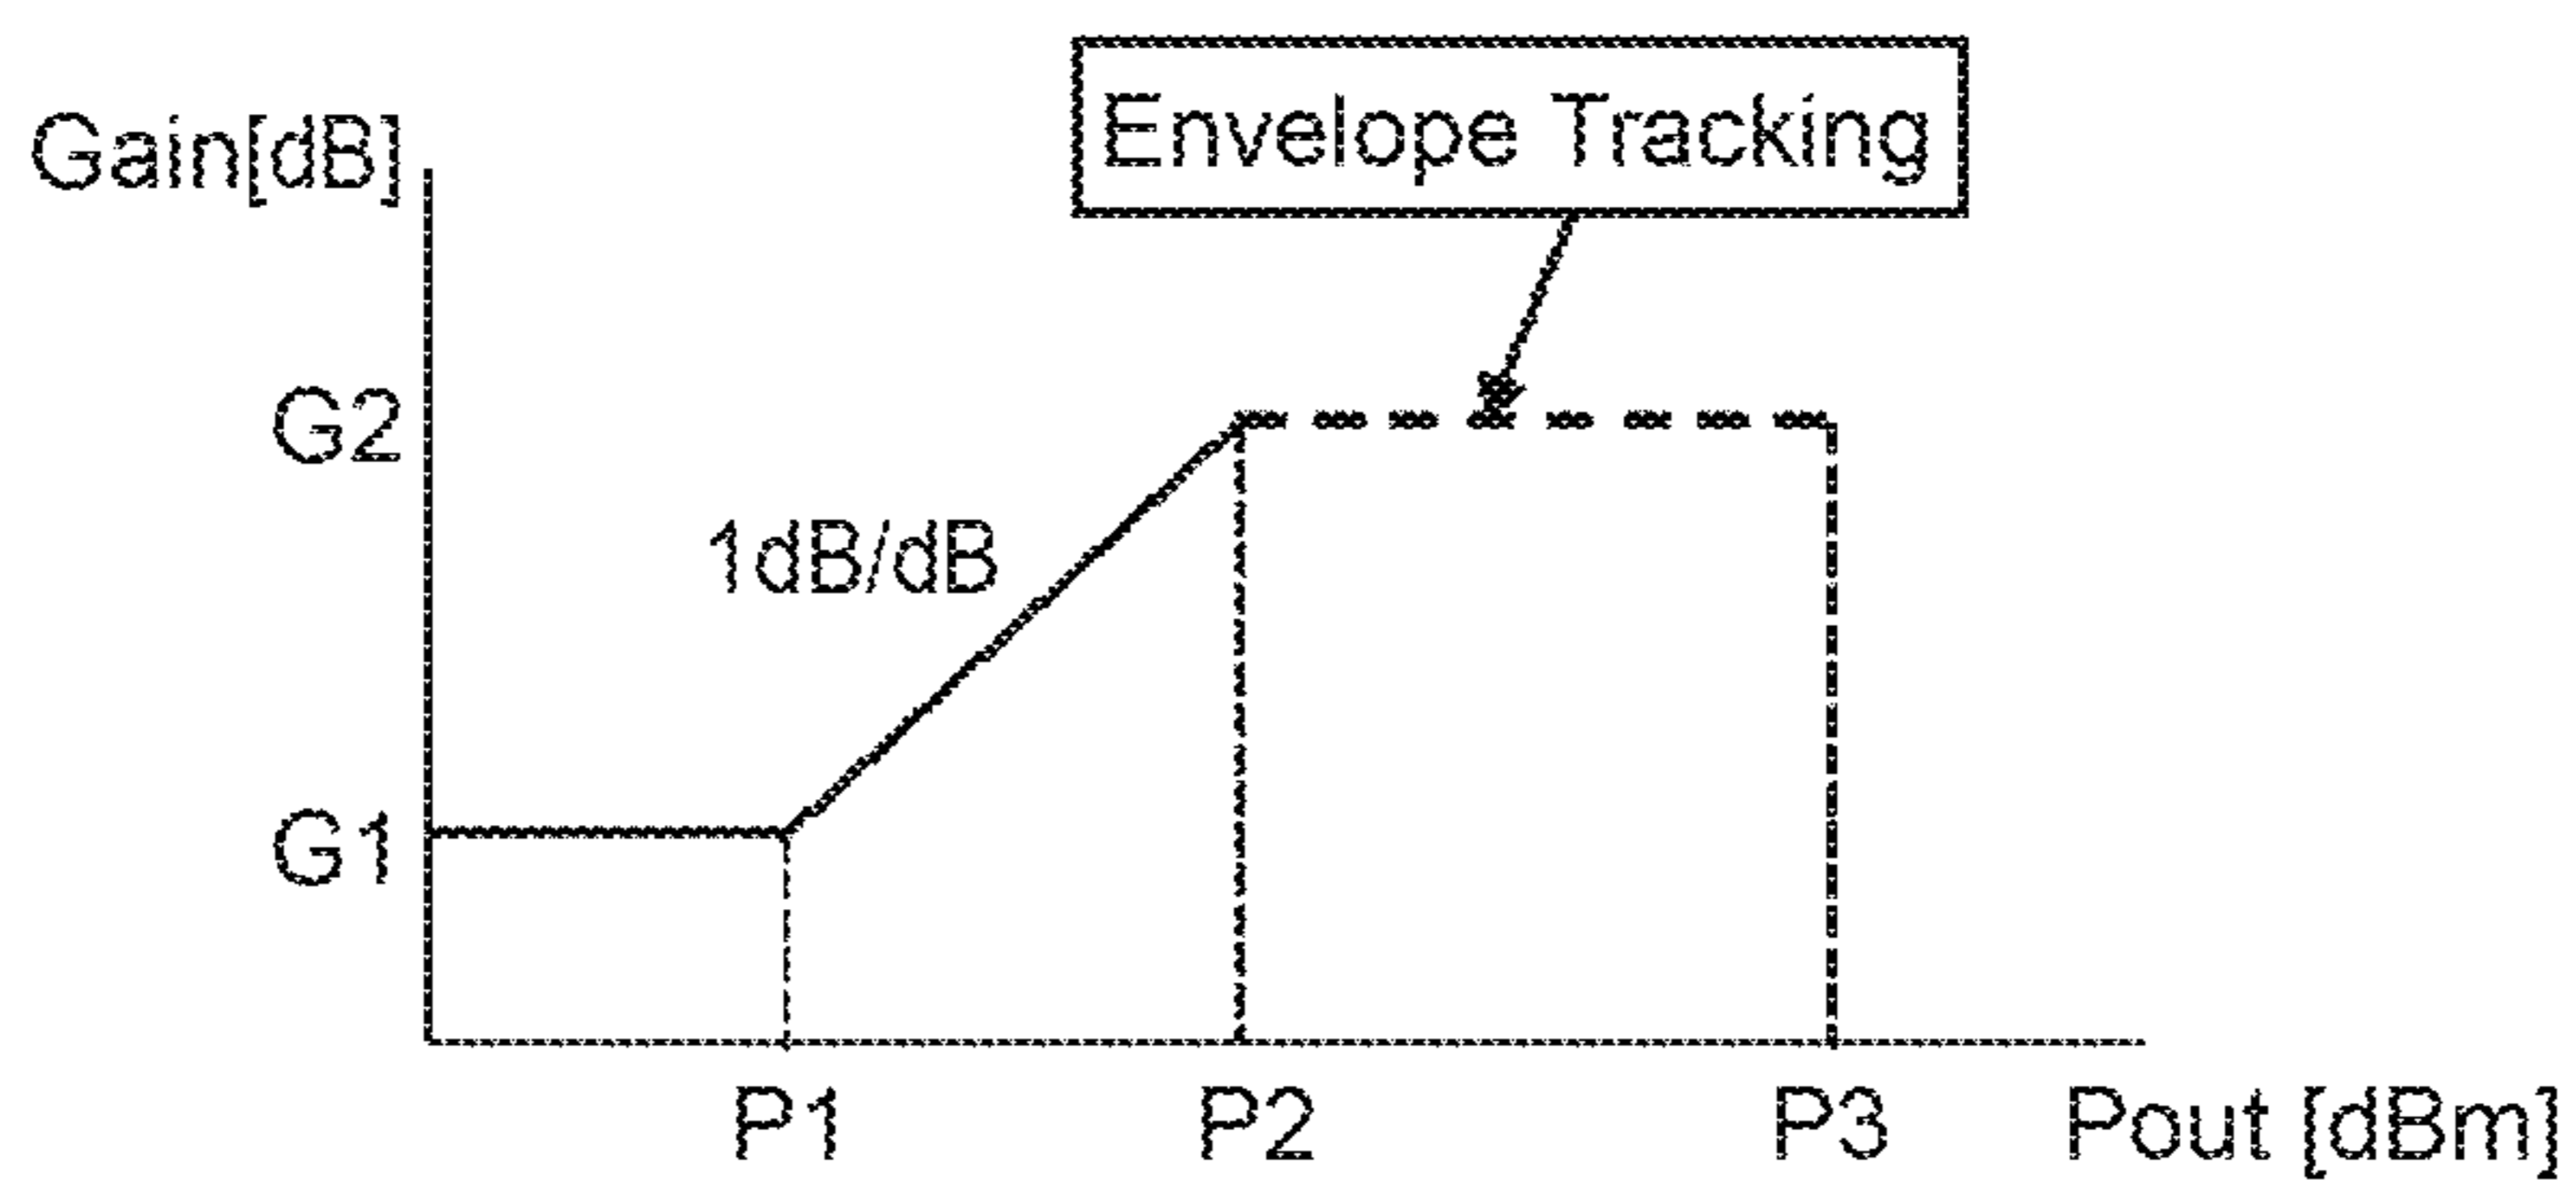 Envelope Tracking
Gain[dB]
G2
1dB/dB
G1
P1
P2
P3
Pout [dBm]